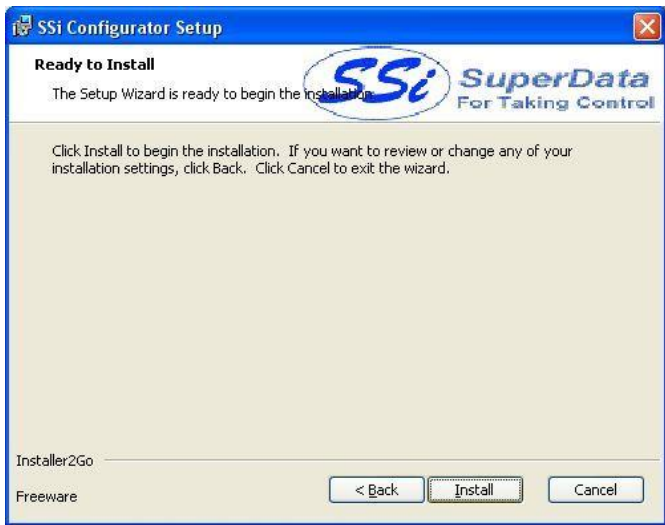 SSi Configurator Setup
Ready to Install
The Setup Wizard is ready to begin the installation
SSi
SuperData
For Taking Control
Click Install to begin the installation. If you want to review or change any of your
installation settings, click Back. Click Cancel to exit the wizard.
Installer2Go
Freeware
< Back
Install
Cancel